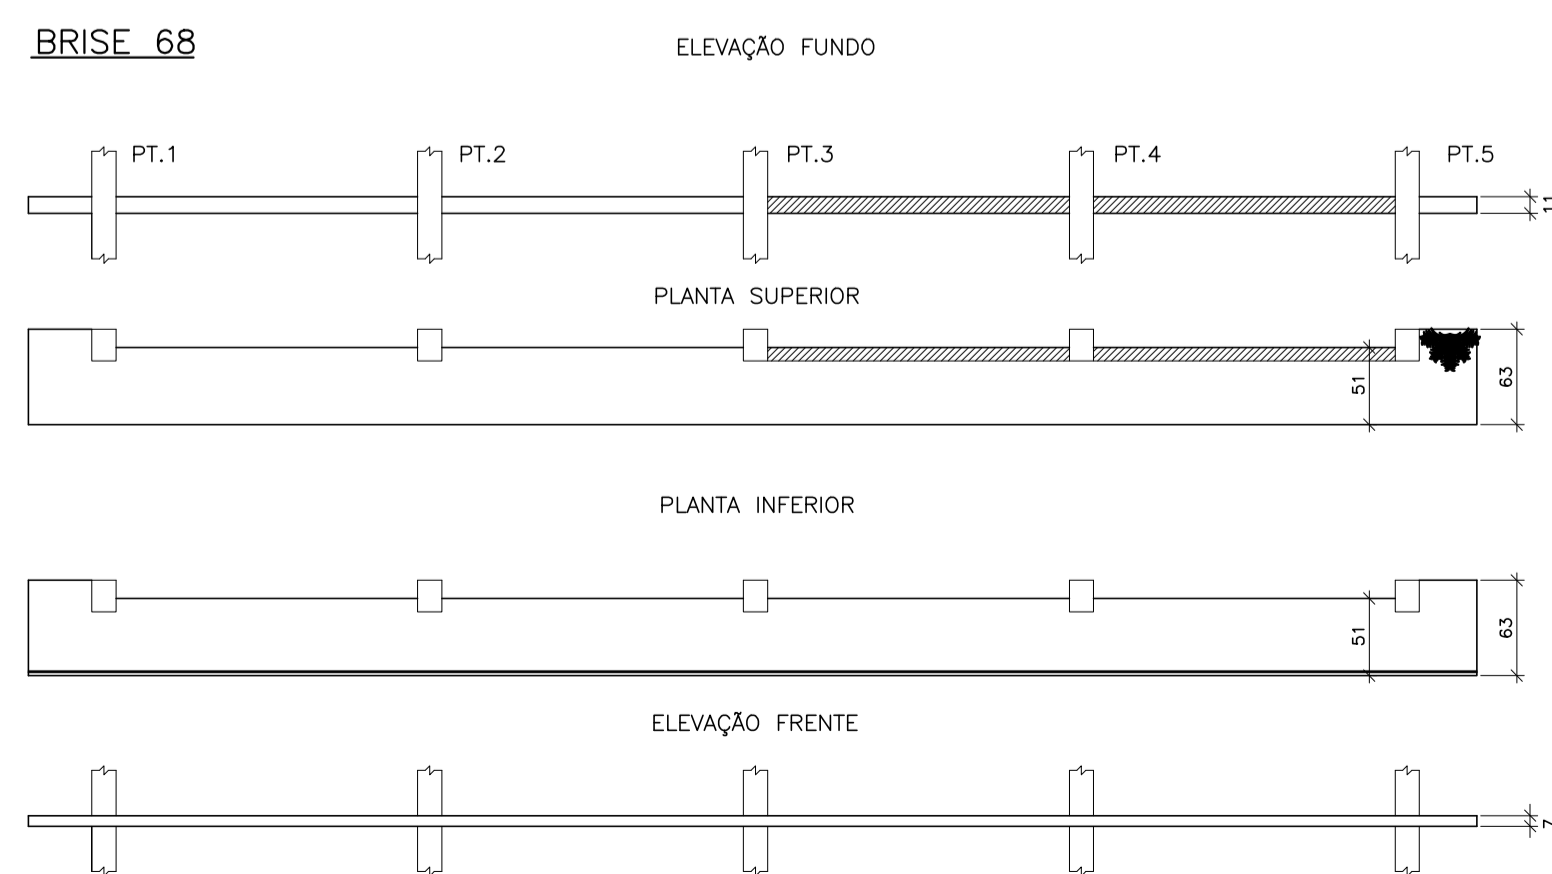 BRISE 68
ELEVAÇÃO FUNDO
PT.1
PT.2
PT.3
PT.4
PT.5
11
PLANTA SUPERIOR
51
63
PLANTA INFERIOR
51
63
ELEVAÇÃO FRENTE
7